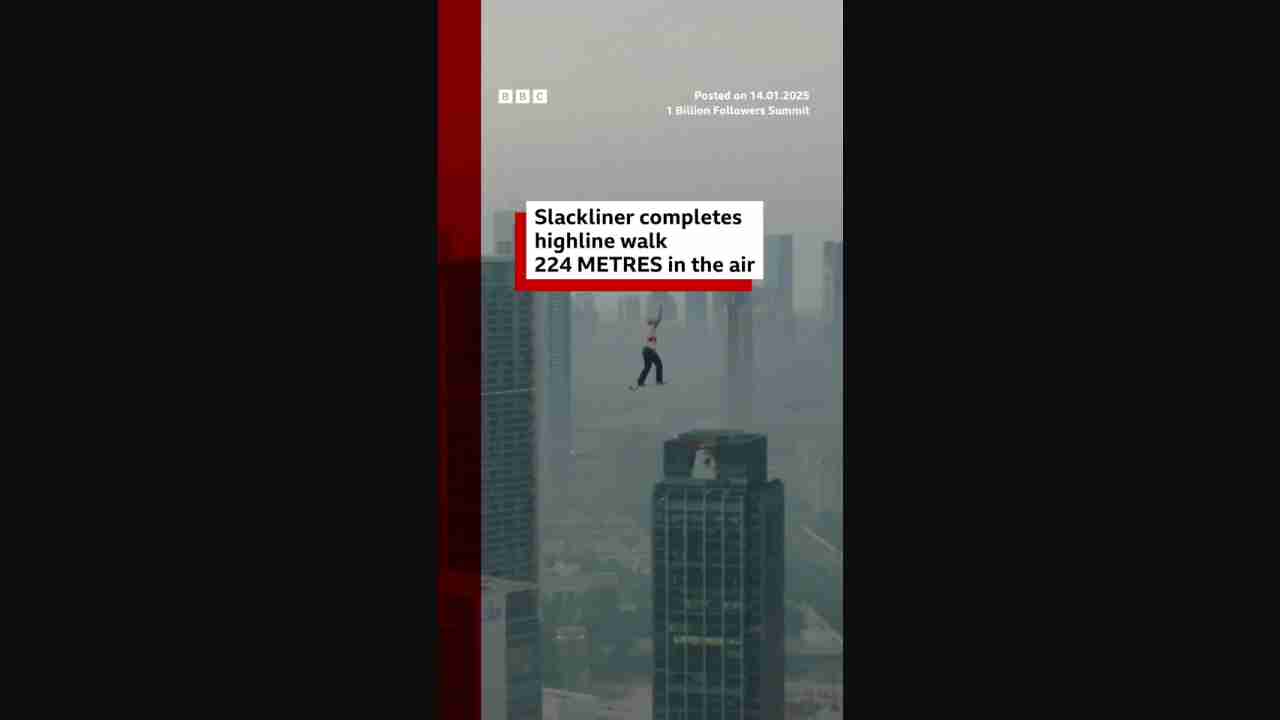 BBC
Posted on 14.01.2025
1 Billion Followers Summit
Slackliner completes
highline walk
224 METRES in the air